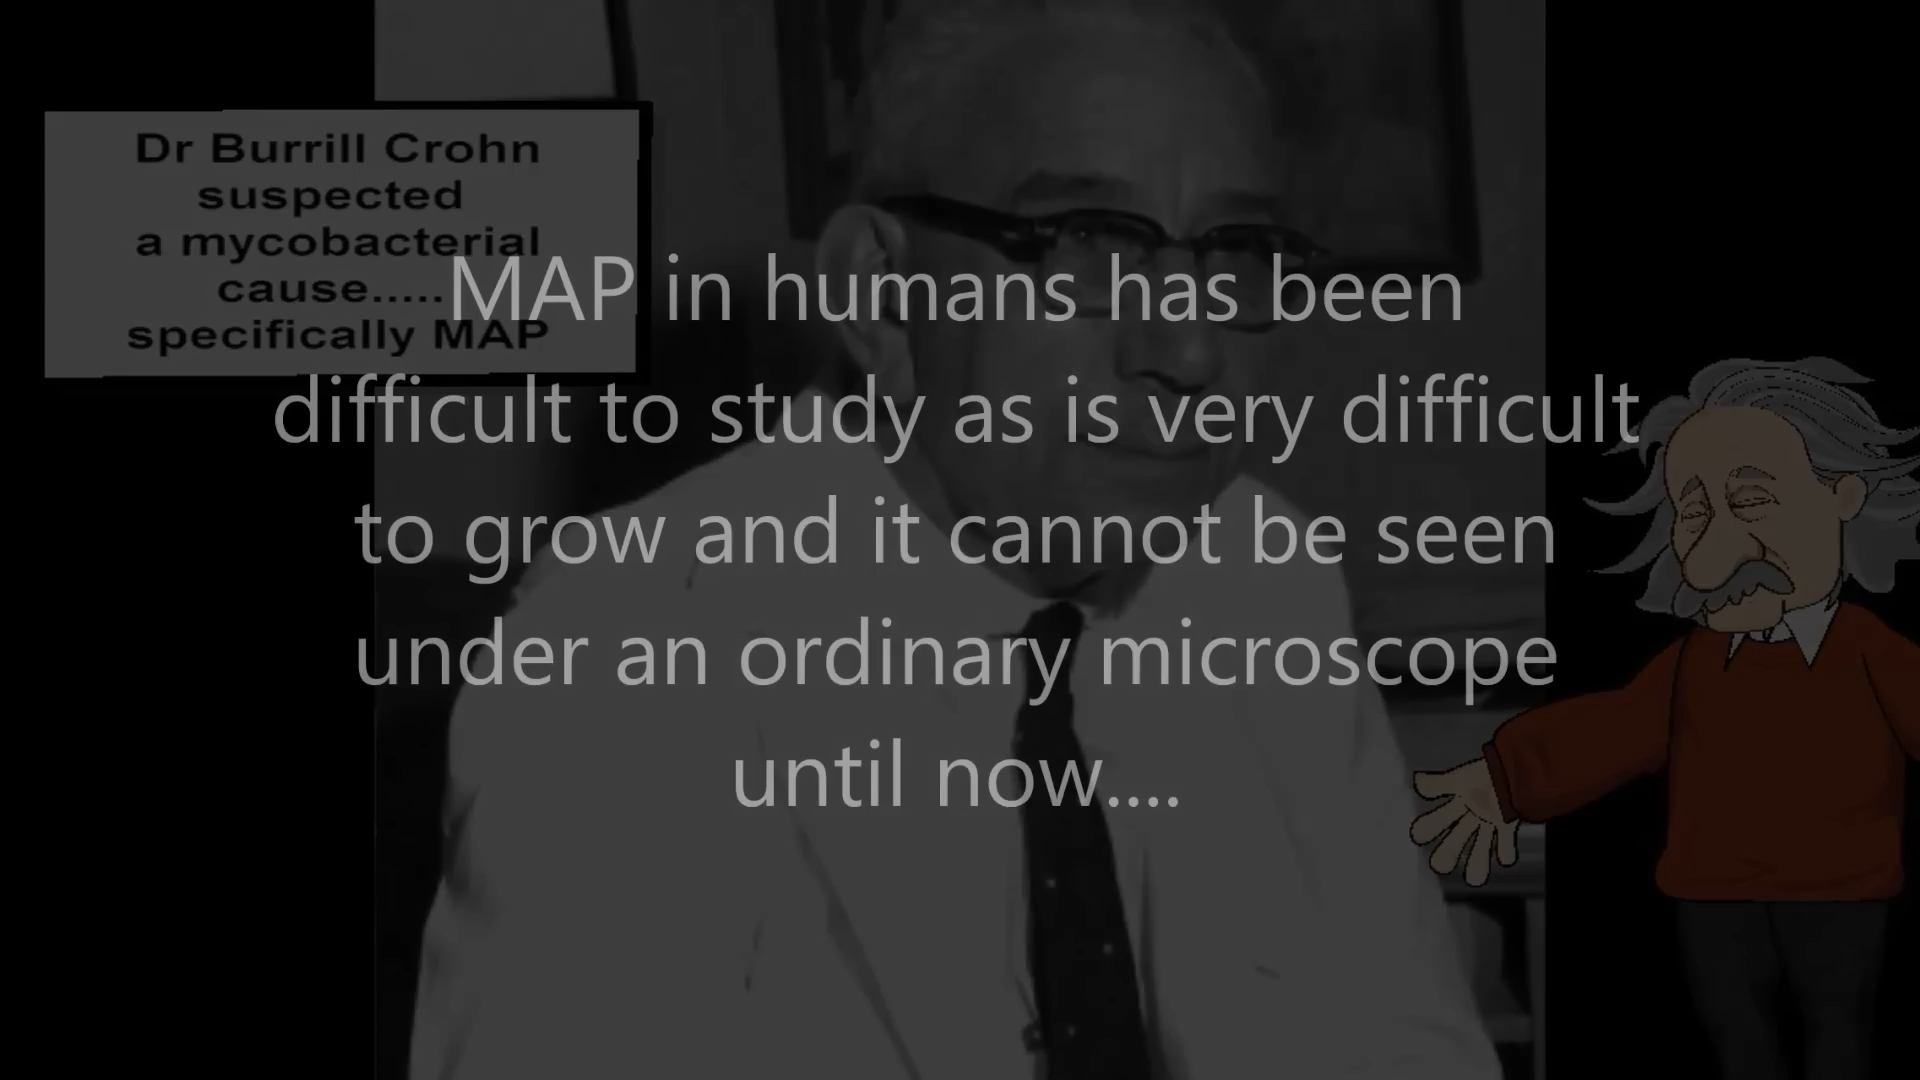 Dr Burrill Crohn
suspected
a mycobacterial
cause.....
specifically MAP
MAP in humans has been
difficult to study as is very difficult
to grow and it cannot be seen
under an ordinary microscope
until now....